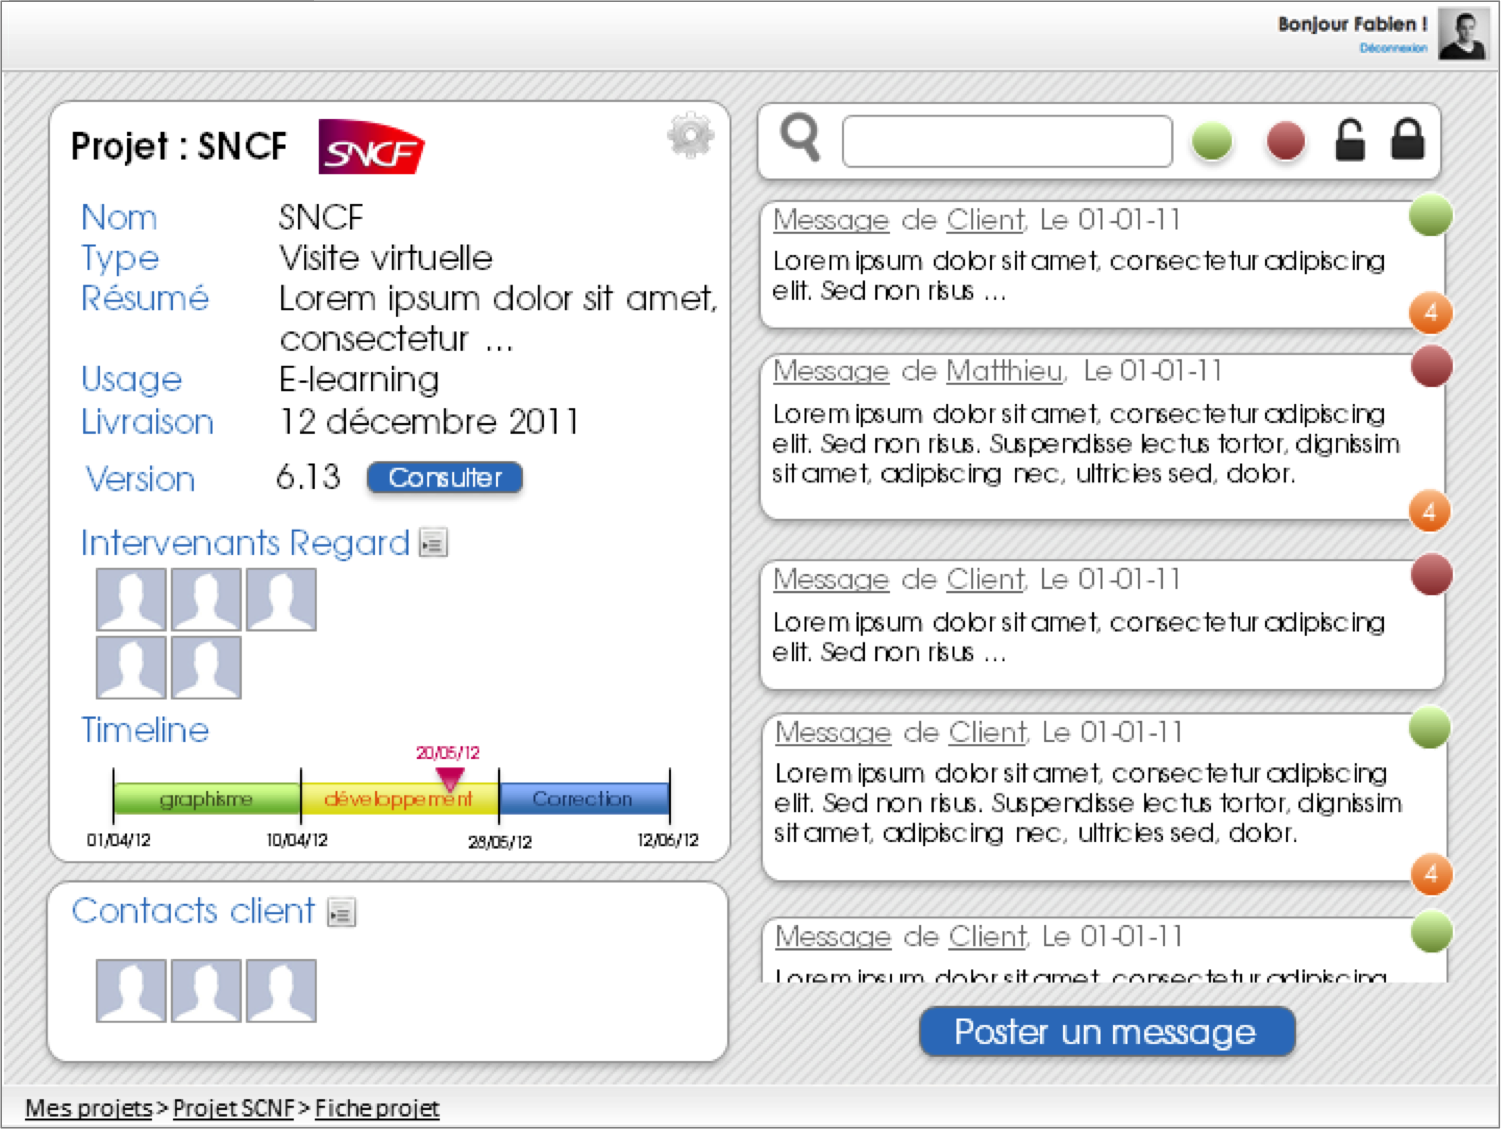 Bonjour Fabien !
Déconnexion
Projet : SNCF
SNCF
Nom SNCF
Type Visite virtuelle
Résumé Lorem ipsum dolor sit amet,
consectetur ...
Usage E-learning
Livraison 12 décembre 2011
Version 6.13 Consulter
Intervenants Regard
Timeline
20/05/12
graphisme développement Correction
01/04/12 10/04/12 28/05/12 12/06/12
Contacts client
Message de Client, Le 01-01-11
Lorem ipsum dolor sit amet, consectetur adipiscing
elit. Sed non risus ...
4
Message de Matthieu, Le 01-01-11
Lorem ipsum dolor sit amet, consectetur adipiscing
elit. Sed non risus. Suspendisse lectus tortor, dignissim
sit amet, adipiscing nec, ultricies sed, dolor.
4
Message de Client, Le 01-01-11
Lorem ipsum dolor sit amet, consectetur adipiscing
elit. Sed non risus ...
Message de Client, Le 01-01-11
Lorem ipsum dolor sit amet, consectetur adipiscing
elit. Sed non risus. Suspendisse lectus tortor, dignissim
sit amet, adipiscing nec, ultricies sed, dolor.
4
Message de Client, Le 01-01-11
Lorem ipsum dolor sit amet, consectetur adipiscing
Poster un message
Mes projets > Projet SCNF > Fiche projet